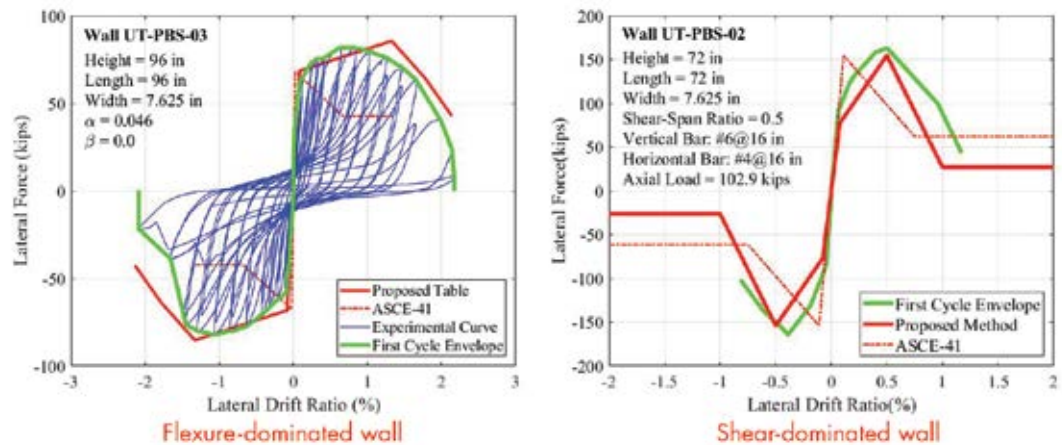 Wall UT-PBS-03
Height = 96 in
Length = 96 in
Width = 7.625 in
α = 0.046
β = 0.0
100
50
0
-50
-100
Lateral Force (kips)
Proposed Table
ASCE-41
Experimental Curve
First Cycle Envelope
-3 -2 -1 0 1 2 3
Lateral Drift Ratio (%)
Flexure-dominated wall
Wall UT-PBS-02
Height = 72 in
Length = 72 in
Width = 7.625 in
Shear-Span Ratio = 0.5
Vertical Bar: #6@16 in
Horizontal Bar: #4@16 in
Axial Load = 102.9 kips
200
150
100
50
0
-50
-100
-150
-200
Lateral Force(kips)
First Cycle Envelope
Proposed Method
ASCE-41
-2 -1.5 -1 -0.5 0 0.5 1 1.5 2
Lateral Drift Ratio(%)
Shear-dominated wall